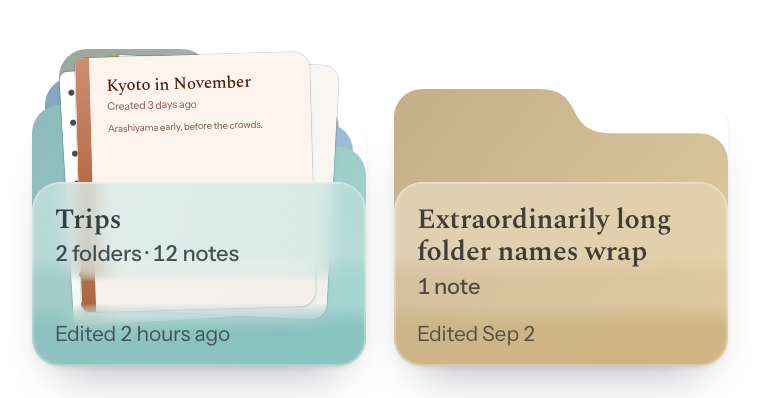 Kyoto in November
Created 3 days ago
Arashiyama early, before the crowds.
Trips
2 folders · 12 notes
Edited 2 hours ago
Extraordinarily long
folder names wrap
1 note
Edited Sep 2